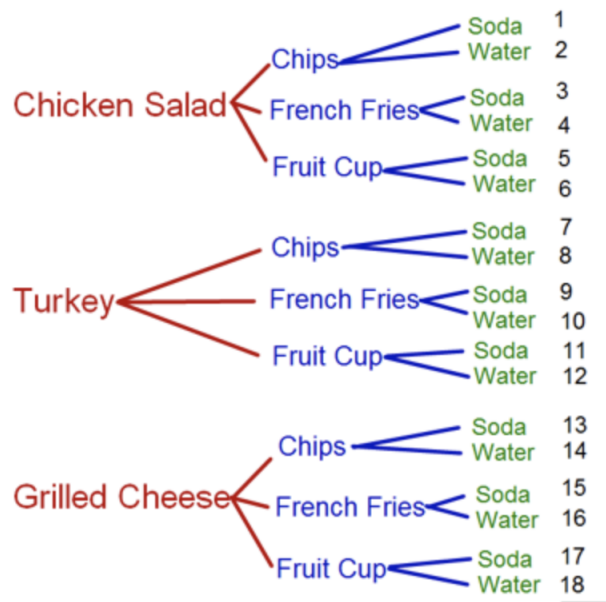 Soda 1
Chips Water 2
Chicken Salad French Fries Soda 3
Water 4
Fruit Cup Soda 5
Water 6
Soda 7
Chips Water 8
Turkey French Fries Soda 9
Water 10
Fruit Cup Soda 11
Water 12
Soda 13
Chips Water 14
Grilled Cheese French Fries Soda 15
Water 16
Fruit Cup Soda 17
Water 18